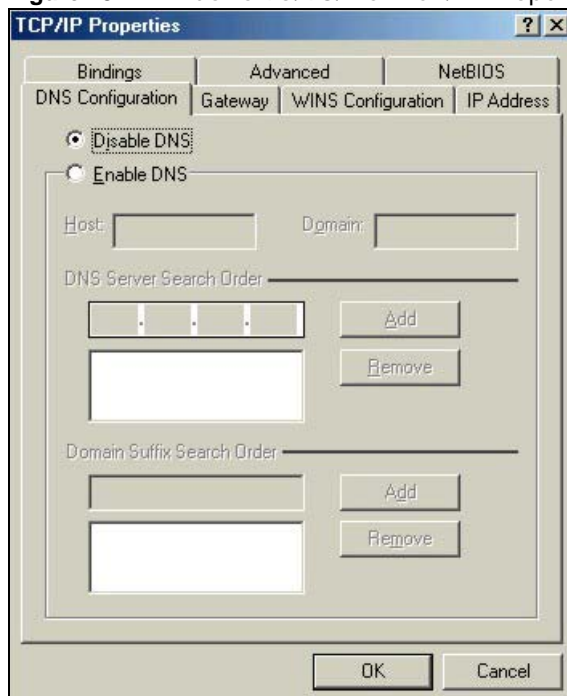 TCP/IP Properties
Bindings Advanced NetBIOS
DNS Configuration Gateway WINS Configuration IP Address
Disable DNS
Enable DNS
Host: Domain:
DNS Server Search Order
Add
Remove
Domain Suffix Search Order
Add
Remove
OK Cancel